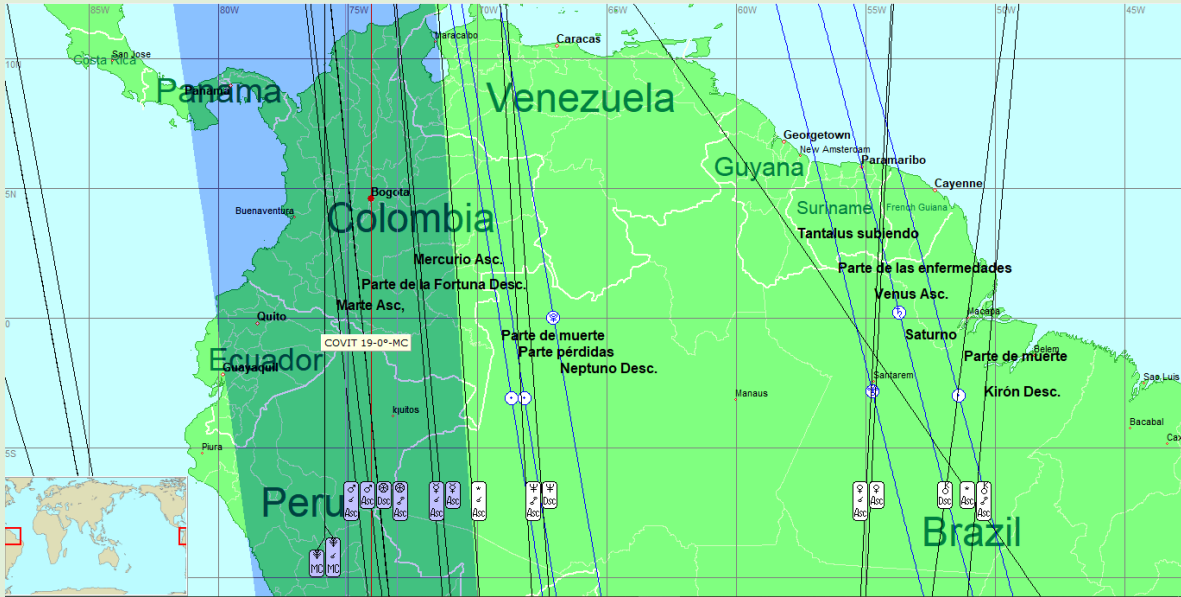 85W
80W
75W
70W
65W
60W
55W
50W
45W
Maracaibo
Caracas
San Jose
Costa Rica
10N
Panama
Panama
Venezuela
Georgetown
New Amsterdam
Guyana
Paramaribo
Cayenne
5N
Bogota
Buenaventura
Colombia
Suriname
French Guiana
Tantalus subiendo
Mercurio Asc.
Parte de las enfermedades
Parte de la Fortuna Desc.
Venus Asc.
Marte Asc,
Macapa
0
Quito
COVIT 19-0º-MC
Parte de muerte
Saturno
Belem
Parte pérdidas
Parte de muerte
Ecuador
Guayaquil
Neptuno Desc.
Santarem
Sao Luis
Kirón Desc.
Manaus
Iquitos
Bacabal
Piura
5S
Peru
Asc
Asc
Dsc
Asc
Asc
Asc
Asc
Asc
Dsc
Asc
Asc
Dsc
Asc
Asc
Brazil
MC
MC